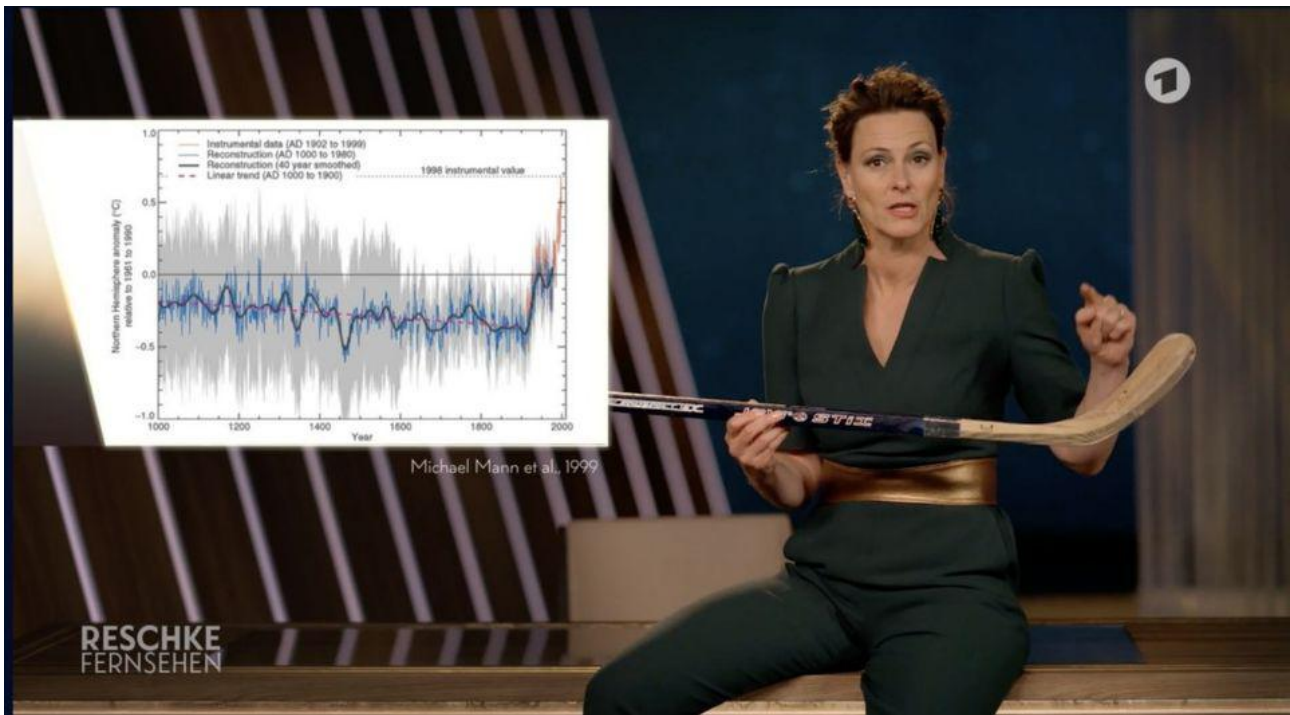 1.0
0.5
0.0
−0.5
−1.0
Northern Hemisphere anomaly (°C)
relative to 1961 to 1990
Instrumental data (AD 1902 to 1999)
Reconstruction (AD 1000 to 1980)
Reconstruction (40 year smoothed)
Linear trend (AD 1000 to 1900)
1998 instrumental value
1000 1200 1400 1600 1800 2000
Year
Michael Mann et al., 1999
1
RESCHKE
FERNSEHEN